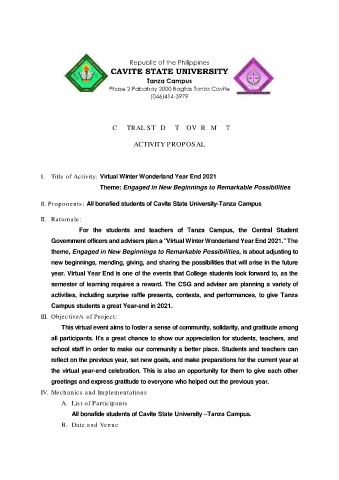 Republic of the Philippines
CAVITE STATE UNIVERSITY
Tanza Campus
Phase 2 Pabahay 2000 Bagtas Tanza Cavite
(046)414-3979
C TRAL ST D T OV R M T
ACTIVITY PROPOSAL
I. Title of Activity: Virtual Winter Wonderland Year End 2021
Theme: Engaged in New Beginnings to Remarkable Possibilities
II. Proponents: All bonafied students of Cavite State University-Tanza Campus
II. Rationale:
For the students and teachers of Tanza Campus, the Central Student
Government officers and advisers plan a "Virtual Winter Wonderland Year End 2021." The
theme, Engaged in New Beginnings to Remarkable Possibilities, is about adjusting to
new beginnings, mending, giving, and sharing the possibilities that will arise in the future
year. Virtual Year End is one of the events that College students look forward to, as the
semester of learning requires a reward. The CSG and adviser are planning a variety of
activities, including surprise raffle presents, contests, and performances, to give Tanza
Campus students a great Year-end in 2021.
III. Objective/s of Project:
This virtual event aims to foster a sense of community, solidarity, and gratitude among
all participants. It's a great chance to show our appreciation for students, teachers, and
school staff in order to make our community a better place. Students and teachers can
reflect on the previous year, set new goals, and make preparations for the current year at
the virtual year-end celebration. This is also an opportunity for them to give each other
greetings and express gratitude to everyone who helped out the previous year.
IV. Mechanics and Implementations
A. List of Participants
All bonafide students of Cavite State University –Tanza Campus.
B. Date and Venue